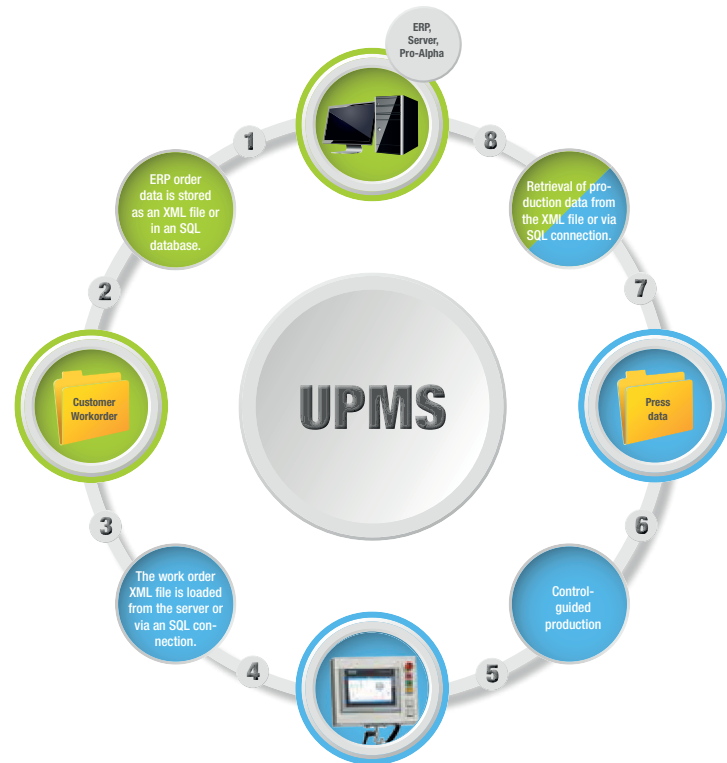 ERP,
Server,
Pro-Alpha
1
8
ERP order
data is stored
as an XML file or
in an SQL
database.
Retrieval of pro-
duction data from
the XML file or via
SQL connection.
2
7
Customer
Workorder
UPMS
Press
data
3
6
The work order
XML file is loaded
from the server or
via an SQL con-
nection.
Control-
guided
production
4
5